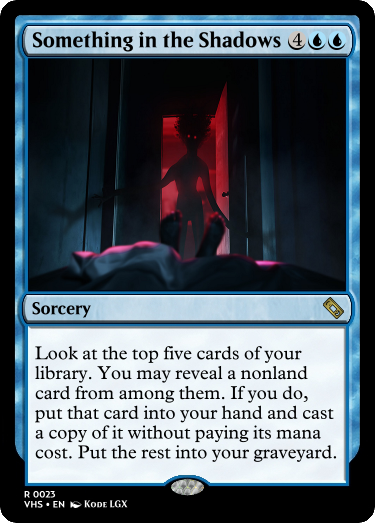 Something in the Shadows 4
Sorcery
Look at the top five cards of your
library. You may reveal a nonland
card from among them. If you do,
put that card into your hand and cast
a copy of it without paying its mana
cost. Put the rest into your graveyard.
R 0023
VHS • EN Kode LGX